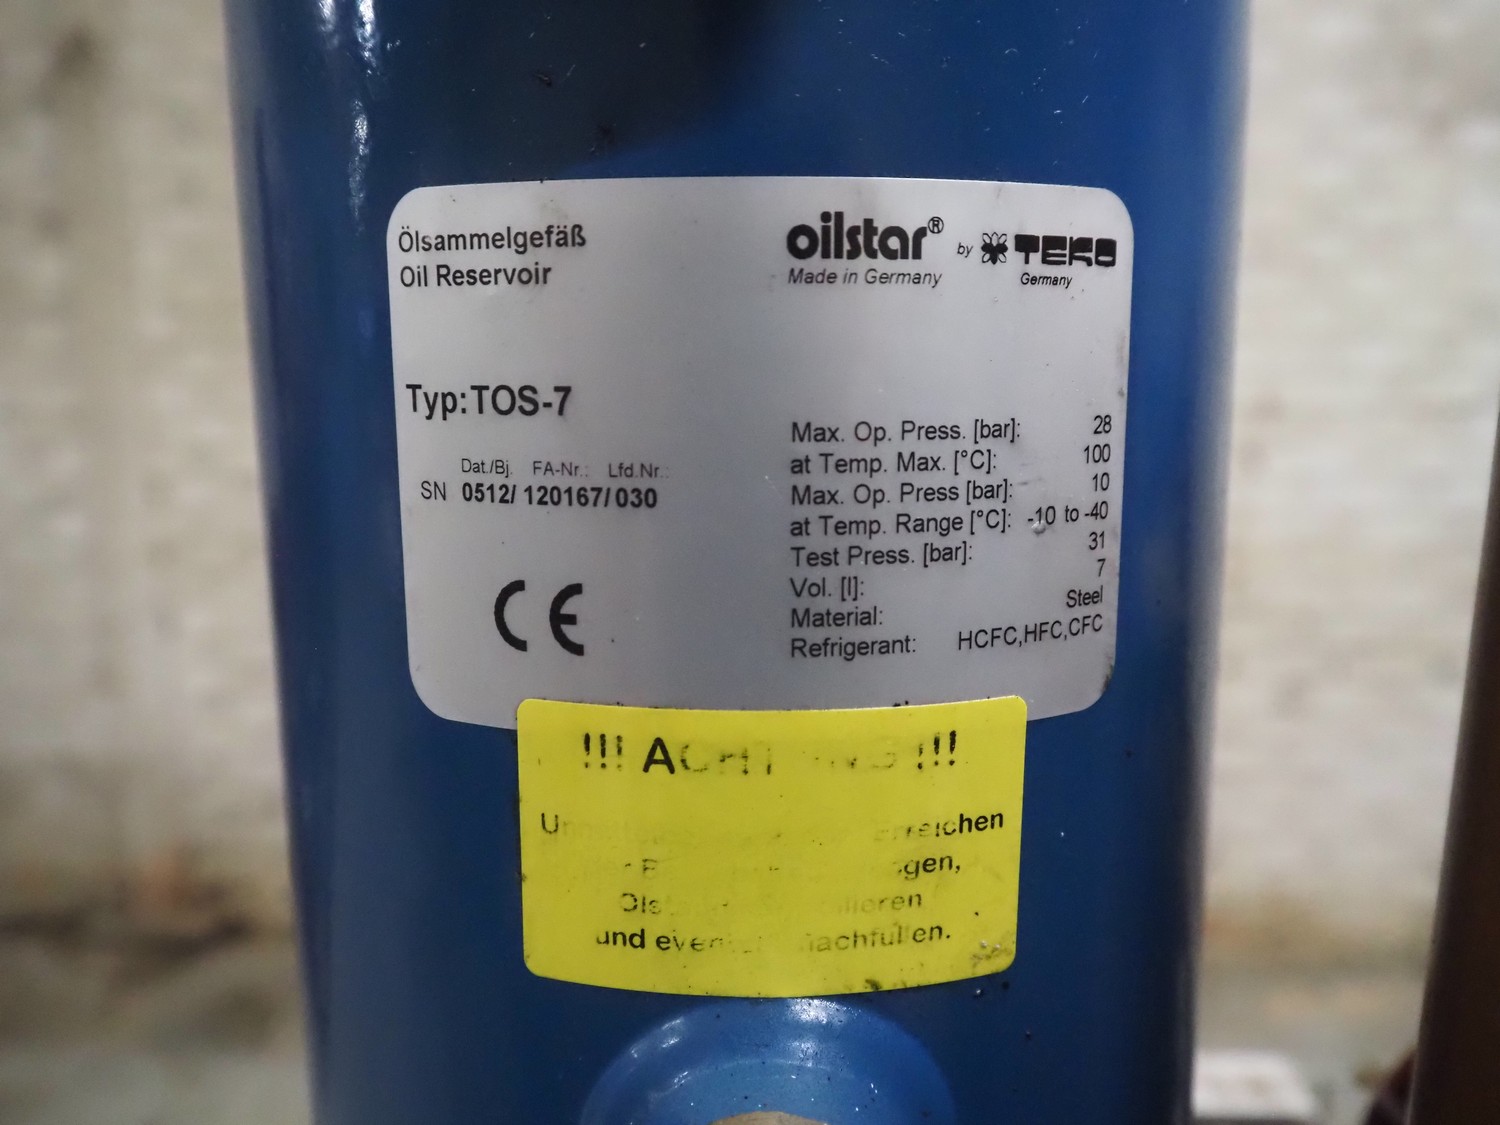 Ölsammelgefäß
Oil Reservoir
oilstar®
Made in Germany
by TEKO
Germany
Typ:TOS-7
Dat./Bj. FA-Nr.: Lfd.Nr.:
SN 0512/ 120167/ 030
CE
Max. Op. Press. [bar]: 28
at Temp. Max. [°C]: 100
Max. Op. Press [bar]: 10
at Temp. Range [°C]: -10 to -40
Test Press. [bar]: 31
Vol. [l]: 7
Material: Steel
Refrigerant: HCFC,HFC,CFC
!!! ACHTUNG !!!
Erreichen
und nachfüllen.